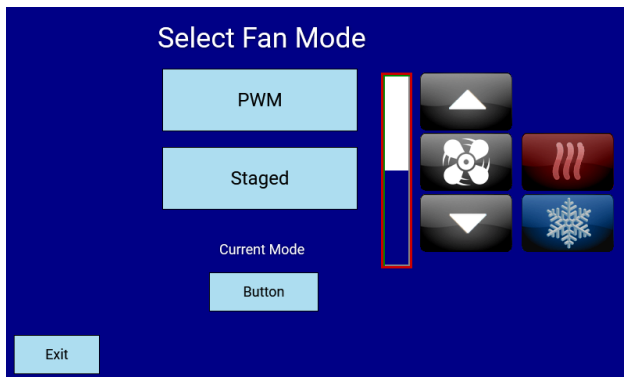 Select Fan Mode
PWM
Staged
Current Mode
Button
Exit